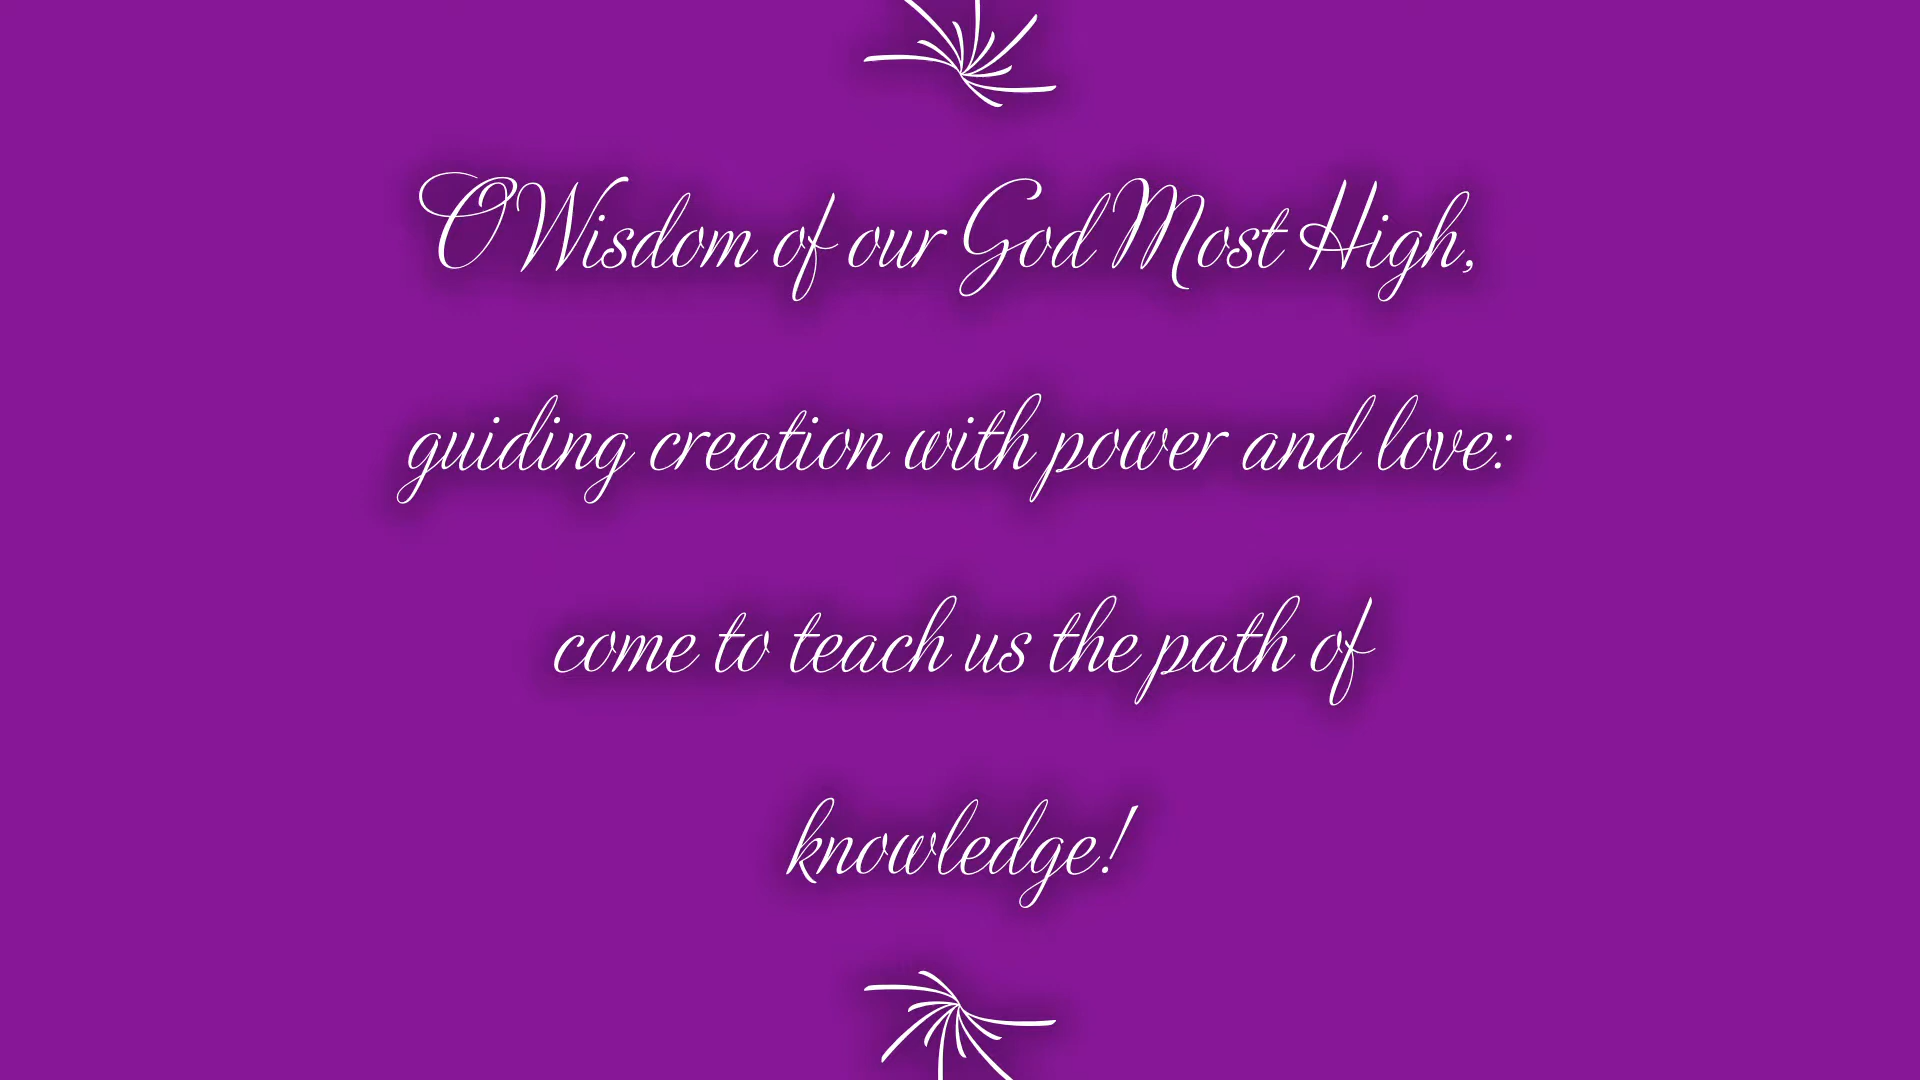 O Wisdom of our God Most High,
guiding creation with power and love:
come to teach us the path of
knowledge!